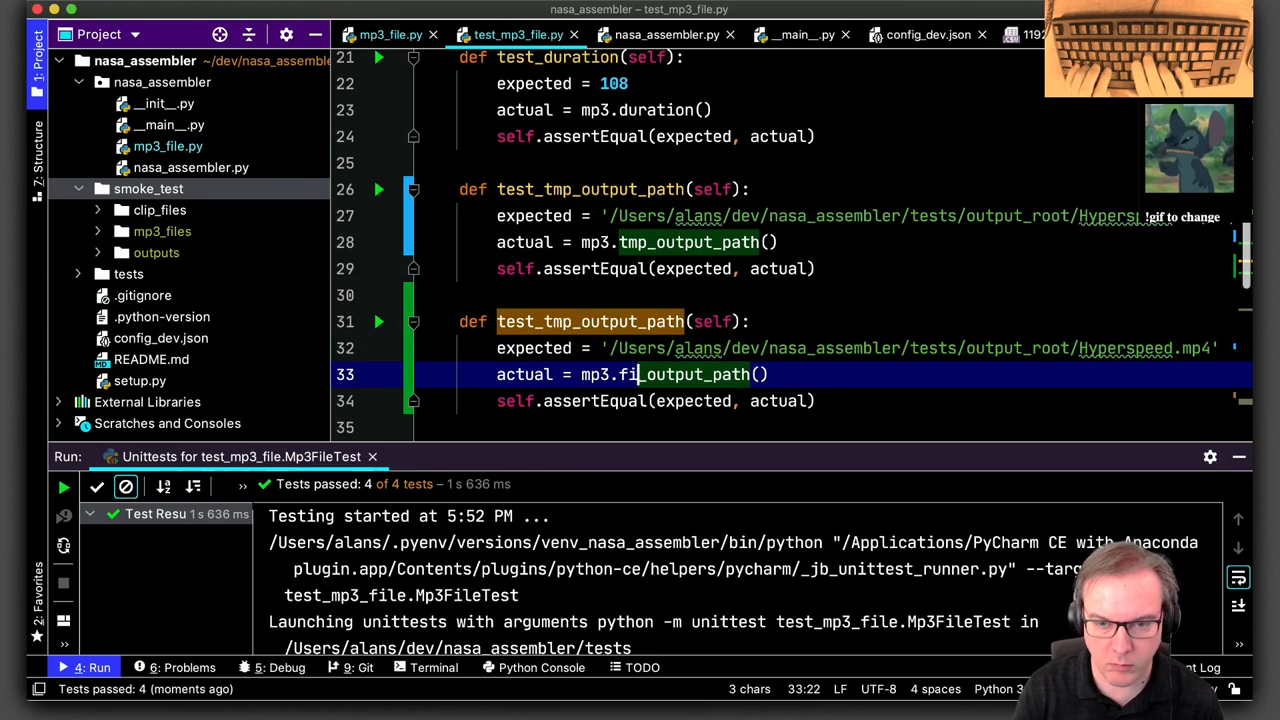 nasa_assembler – test_mp3_file.py
Project
mp3_file.py
test_mp3_file.py
nasa_assembler.py
__main__.py
config_dev.json
1192
1: Project
nasa_assembler ~/dev/nasa_assemble
nasa_assembler
__init__.py
__main__.py
mp3_file.py
nasa_assembler.py
smoke_test
clip_files
mp3_files
outputs
tests
.gitignore
.python-version
config_dev.json
README.md
setup.py
External Libraries
Scratches and Consoles
7: Structure
2: Favorites
21 def test_duration(self):
22 expected = 108
23 actual = mp3.duration()
24 self.assertEqual(expected, actual)
25
26 def test_tmp_output_path(self):
27 expected = '/Users/alans/dev/nasa_assembler/tests/output_root/Hypersp
28 actual = mp3.tmp_output_path()
29 self.assertEqual(expected, actual)
30
31 def test_tmp_output_path(self):
32 expected = '/Users/alans/dev/nasa_assembler/tests/output_root/Hyperspeed.mp4'
33 actual = mp3.fi_output_path()
34 self.assertEqual(expected, actual)
35
!gif to change
Run: Unittests for test_mp3_file.Mp3FileTest
Tests passed: 4 of 4 tests – 1 s 636 ms
Test Resu 1 s 636 ms
Testing started at 5:52 PM ...
/Users/alans/.pyenv/versions/venv_nasa_assembler/bin/python "/Applications/PyCharm CE with Anaconda
plugin.app/Contents/plugins/python-ce/helpers/pycharm/_jb_unittest_runner.py" --targ
test_mp3_file.Mp3FileTest
Launching unittests with arguments python -m unittest test_mp3_file.Mp3FileTest in
/Users/alans/dev/nasa_assembler/tests
4: Run
6: Problems
5: Debug
9: Git
Terminal
Python Console
TODO
nt Log
Tests passed: 4 (moments ago)
3 chars
33:22
LF
UTF-8
4 spaces
Python 3